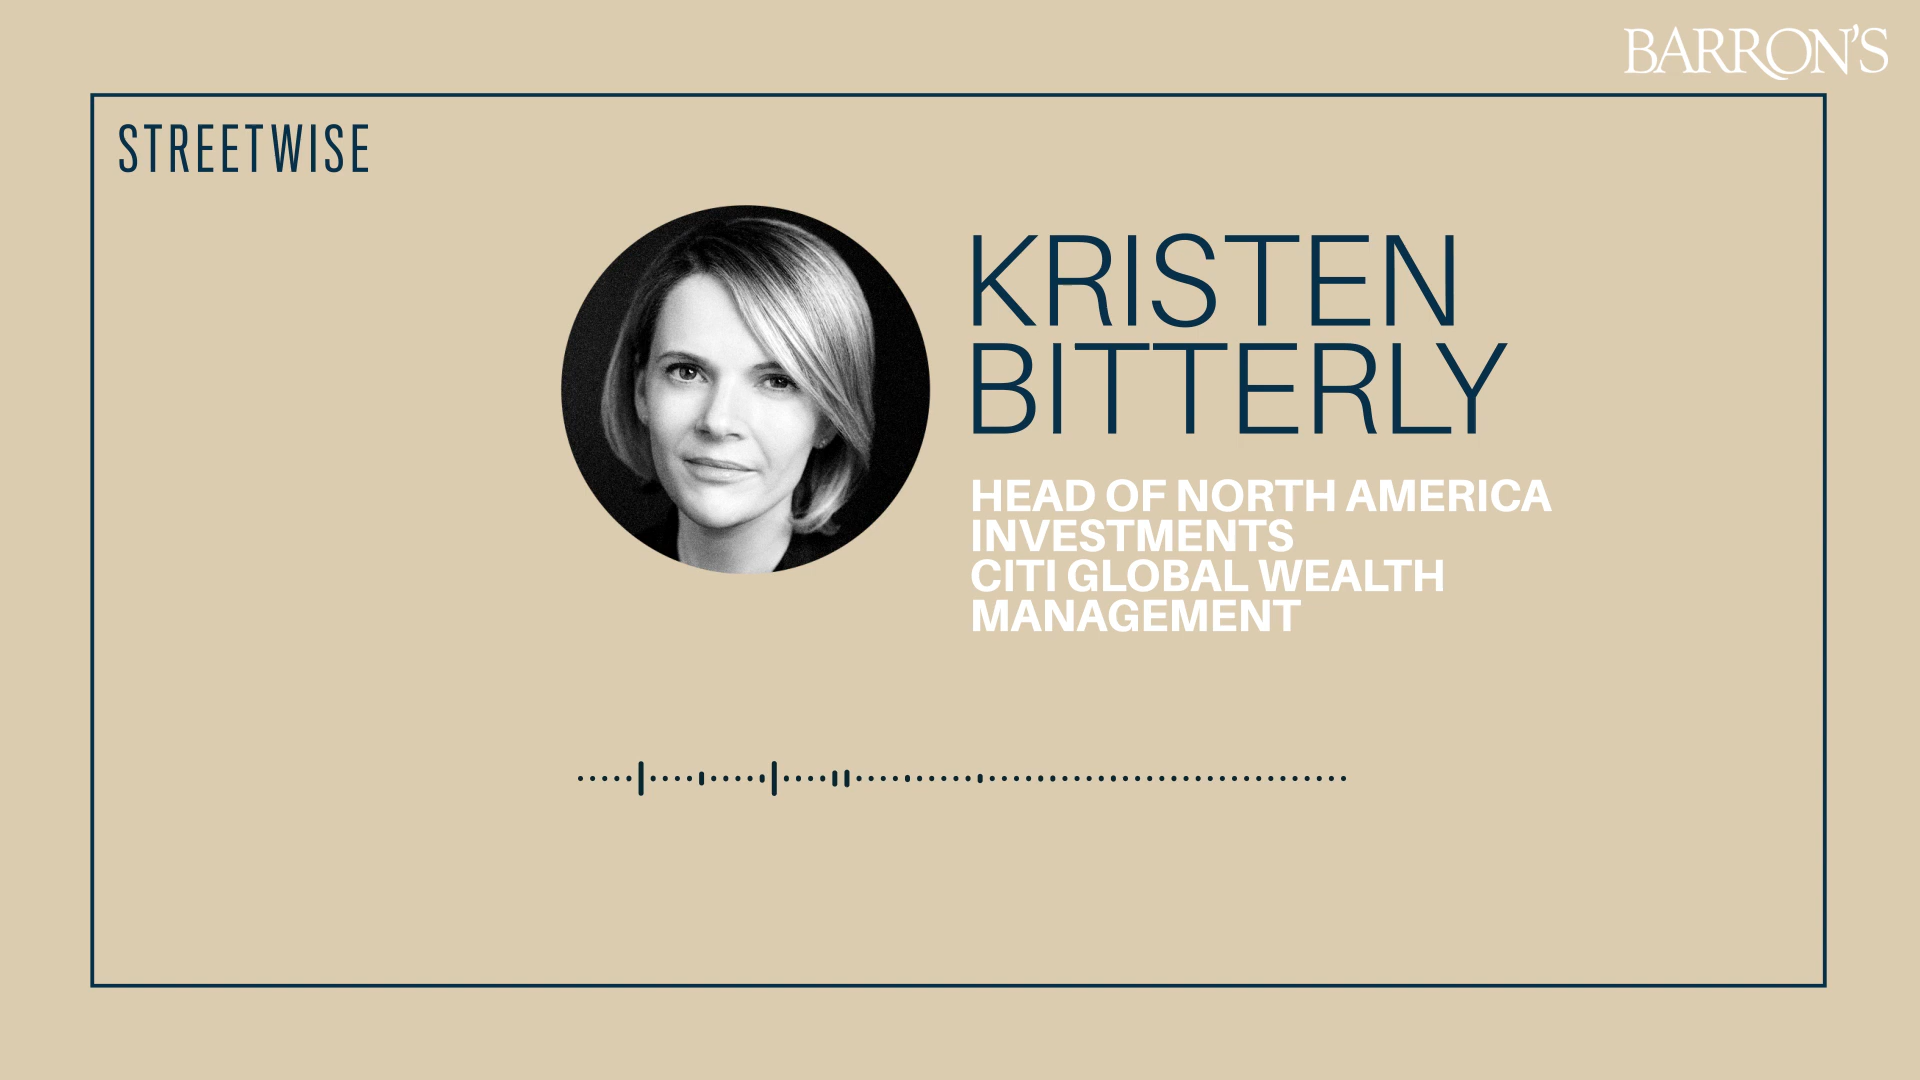 BARRON'S
STREETWISE
KRISTEN
BITTERLY
HEAD OF NORTH AMERICA
INVESTMENTS
CITI GLOBAL WEALTH
MANAGEMENT